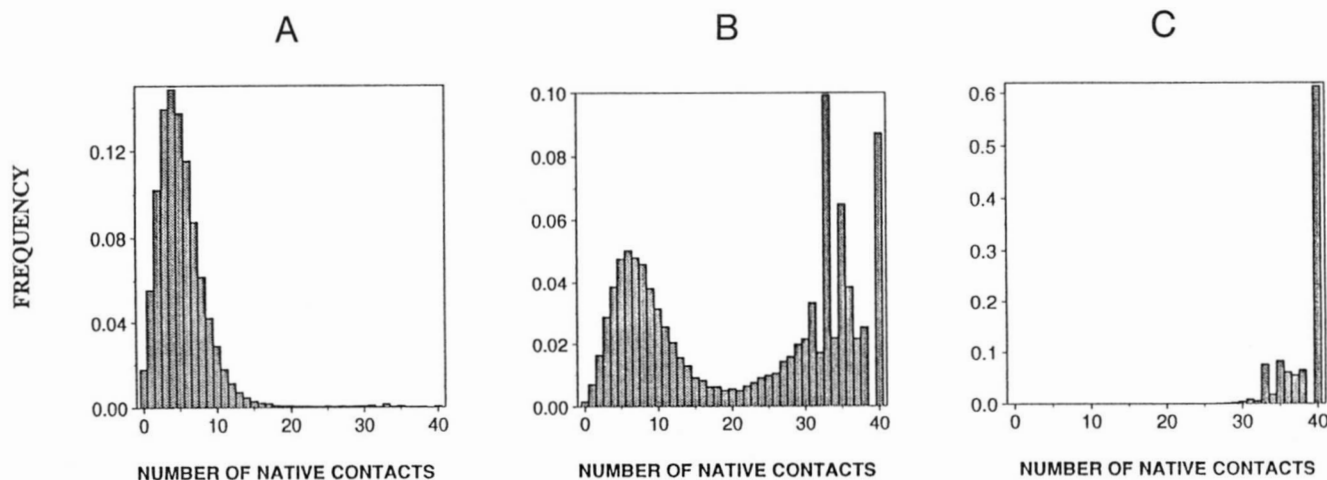 A
B
C
FREQUENCY
0.12
0.08
0.04
0.00
0 10 20 30 40
NUMBER OF NATIVE CONTACTS
0.10
0.08
0.06
0.04
0.02
0.00
0 10 20 30 40
NUMBER OF NATIVE CONTACTS
0.6
0.5
0.4
0.3
0.2
0.1
0.0
0 10 20 30 40
NUMBER OF NATIVE CONTACTS